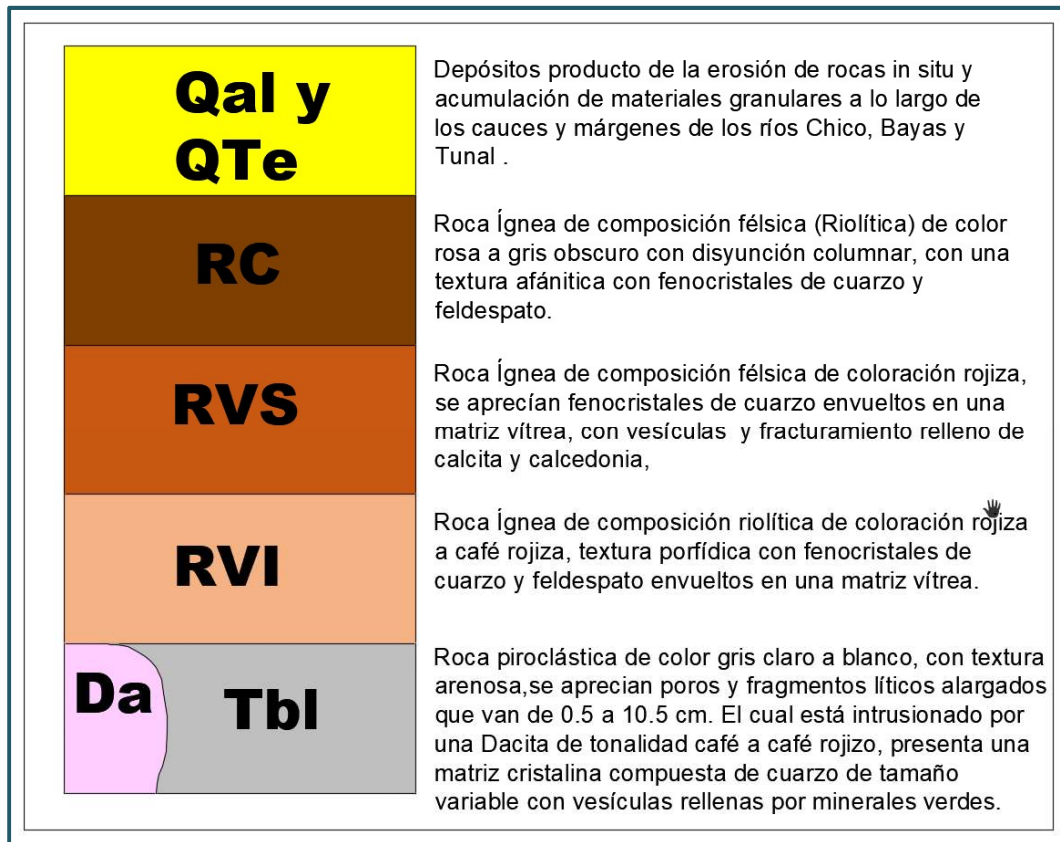 Qal y
QTe
Depósitos producto de la erosión de rocas in situ y
acumulación de materiales granulares a lo largo de
los cauces y márgenes de los ríos Chico, Bayas y
Tunal .
RC
Roca Ígnea de composición félsica (Riolítica) de color
rosa a gris obscuro con disyunción columnar, con una
textura afánitica con fenocristales de cuarzo y
feldespato.
RVS
Roca Ígnea de composición félsica de coloración rojiza,
se aprecían fenocristales de cuarzo envueltos en una
matriz vítrea, con vesículas y fracturamiento relleno de
calcita y calcedonia,
RVI
Roca Ígnea de composición riolítica de coloración rojiza
a café rojiza, textura porfídica con fenocristales de
cuarzo y feldespato envueltos en una matriz vítrea.
Da
Tbl
Roca piroclástica de color gris claro a blanco, con textura
arenosa,se aprecian poros y fragmentos líticos alargados
que van de 0.5 a 10.5 cm. El cual está intrusionado por
una Dacita de tonalidad café a café rojizo, presenta una
matriz cristalina compuesta de cuarzo de tamaño
variable con vesículas rellenas por minerales verdes.